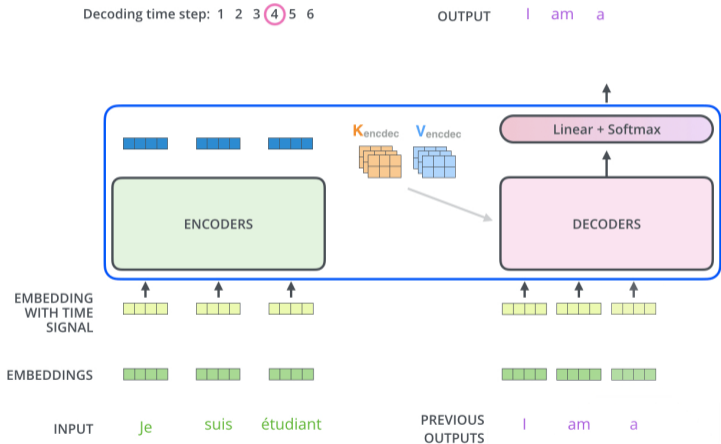 Decoding time step: 1 2 3 4 5 6
OUTPUT I am a
Kencdec Vencdec
Linear + Softmax
ENCODERS
DECODERS
EMBEDDING
WITH TIME
SIGNAL
EMBEDDINGS
INPUT Je suis étudiant
PREVIOUS
OUTPUTS
I am a